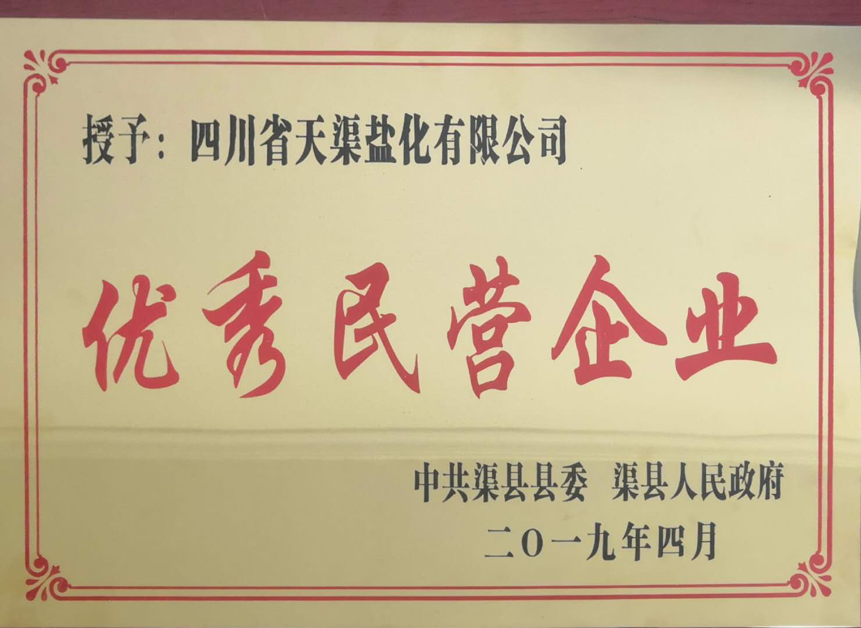 授予：四川省天渠盐化有限公司
优秀民营企业
中共渠县县委 渠县人民政府
二〇一九年四月